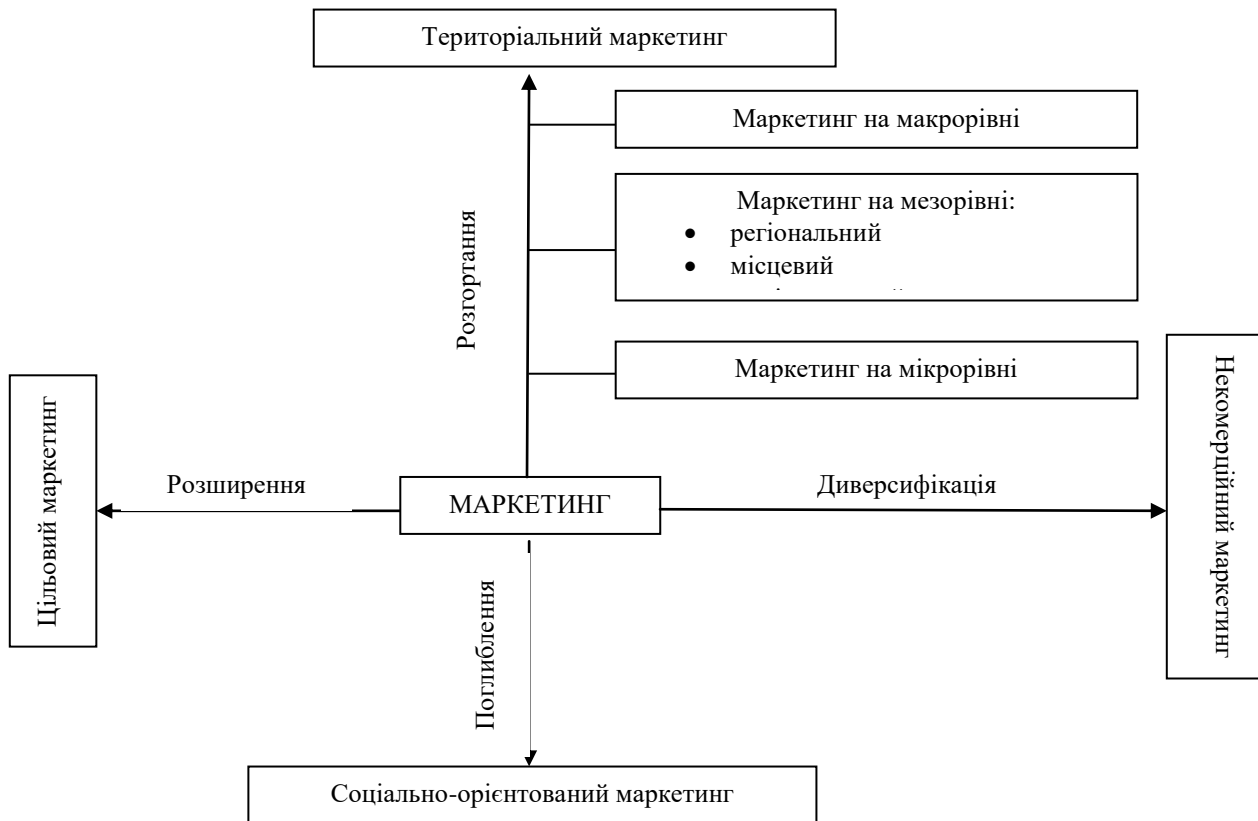 Територіальний маркетинг
Маркетинг на макрорівні
Маркетинг на мезорівні:
• регіональний
• місцевий
Розгортання
Маркетинг на мікрорівні
Некомерційний маркетинг
Цільовий маркетинг
Розширення
МАРКЕТИНГ
Диверсифікація
Поглиблення
Соціально-орієнтований маркетинг